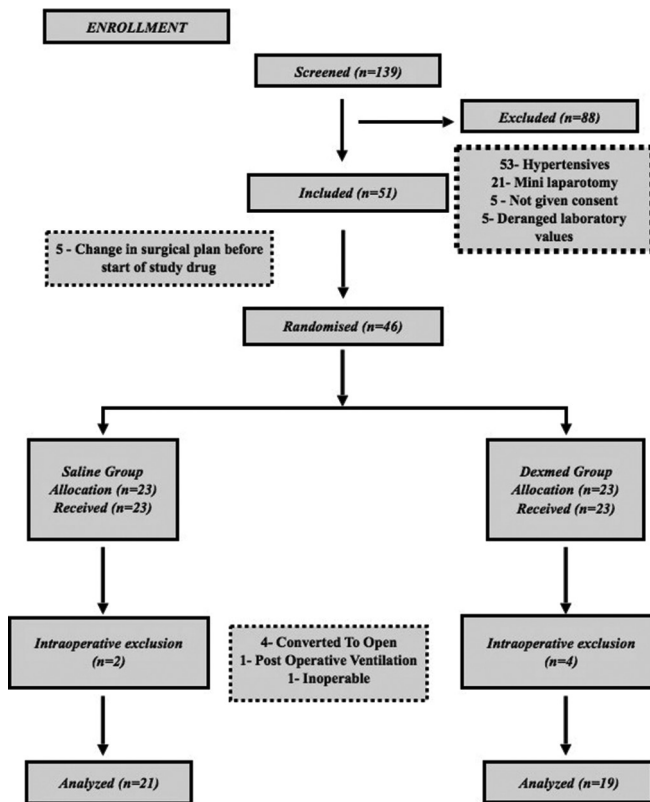 ENROLLMENT
Screened (n=139)
Excluded (n=88)
53- Hypertensives
21- Mini laparotomy
5 - Not given consent
5- Deranged laboratory
values
Included (n=51)
5 - Change in surgical plan before
start of study drug
Randomised (n=46)
Saline Group
Allocation (n=23)
Received (n=23)
Dexmed Group
Allocation (n=23)
Received (n=23)
Intraoperative exclusion
(n=2)
4- Converted To Open
1- Post Operative Ventilation
1- Inoperable
Intraoperative exclusion
(n=4)
Analyzed (n=21)
Analyzed (n=19)